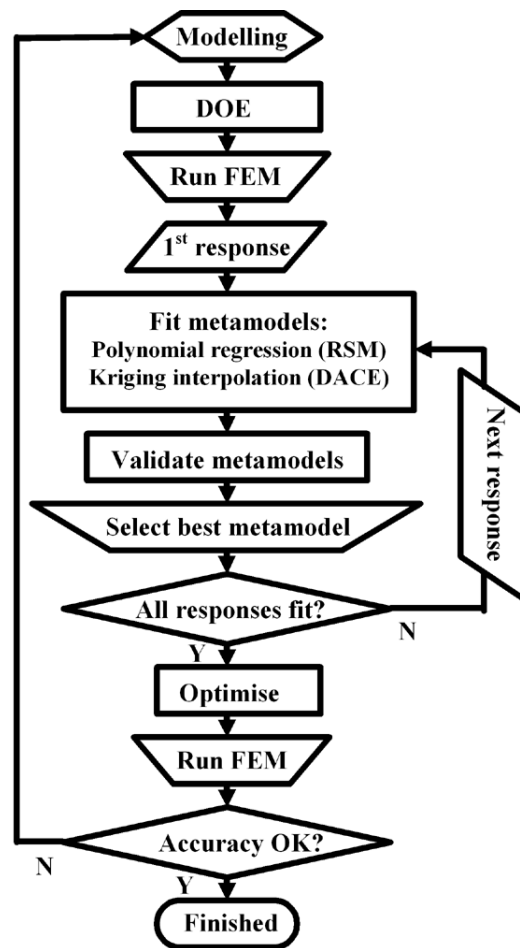 Modelling
DOE
Run FEM
1st response
Fit metamodels:
Polynomial regression (RSM)
Kriging interpolation (DACE)
Next response
Validate metamodels
Select best metamodel
All responses fit?
N
Y
Optimise
Run FEM
Accuracy OK?
N
Y
Finished